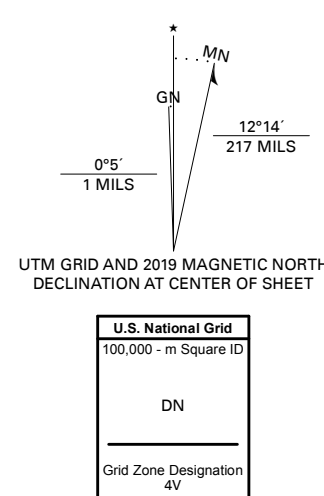 ★
MN
GN
12°14´
217 MILS
0°5´
1 MILS
UTM GRID AND 2019 MAGNETIC NORTH
DECLINATION AT CENTER OF SHEET
U.S. National Grid
100,000 - m Square ID
DN
Grid Zone Designation
4V